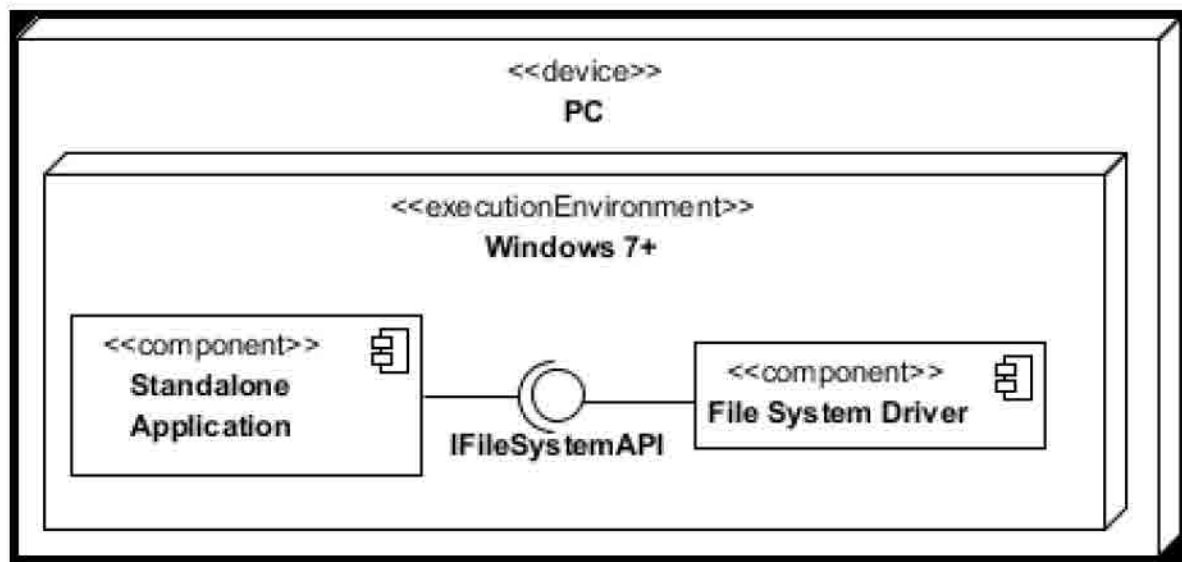 <<device>>
PC
<<executionEnvironment>>
Windows 7+
<<component>>
Standalone
Application
IFileSystemAPI
<<component>>
File System Driver